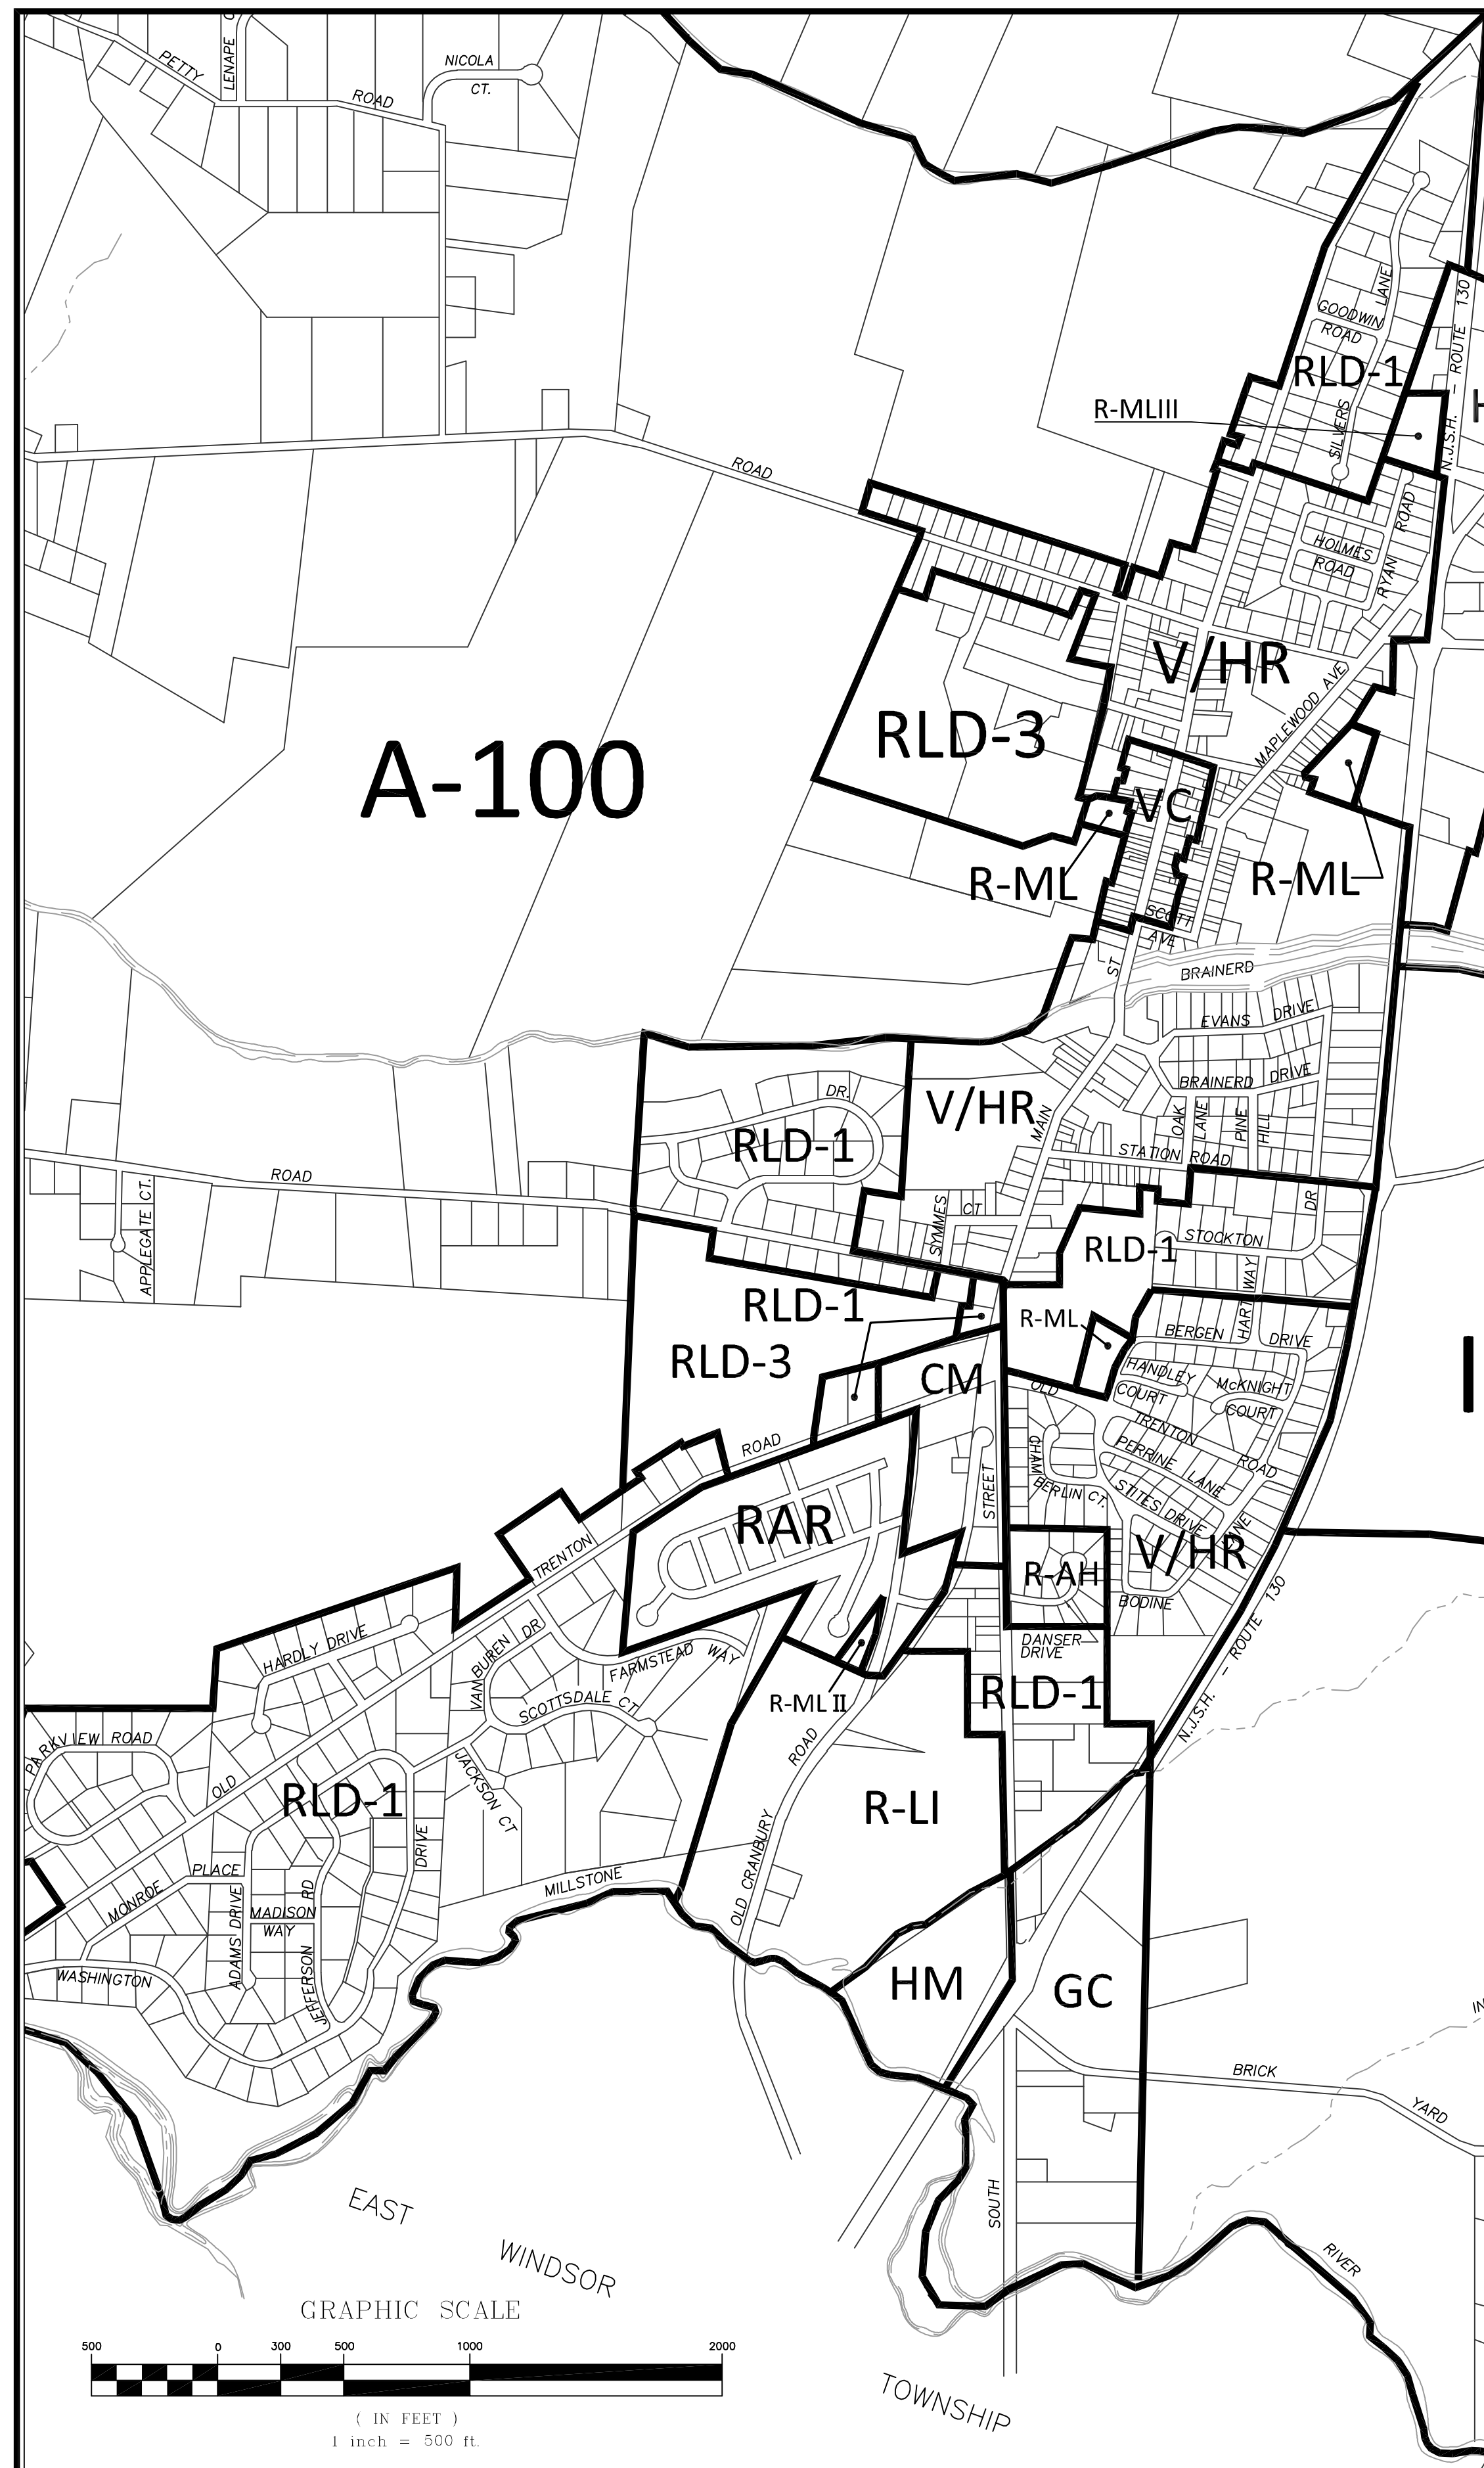 PETTY
LENAPE
ROAD
NICOLA
CT.
LANE
GOODWIN
ROAD
N.J.S.H. – ROUTE 130
RLD-1
R-MLIII
SILVERS
ROAD
ROAD
HOLMES
ROAD
RYAN
V/HR
MAPLEWOOD AVE
RLD-3
A-100
VC
R-ML
R-ML
SCOTT
AVE
ST
BRAINERD
EVANS DRIVE
BRAINERD DRIVE
DR.
V/HR
MAIN
OAK
LANE
PINE
HILL
RLD-1
STATION ROAD
ROAD
APPLEGATE CT.
SYMMES
CT
DR
STOCKTON
RLD-1
HART WAY
RLD-1
R-ML
BERGEN DRIVE
RLD-3
CM
HANDLEY
COURT
McKNIGHT
COURT
OLD
TRENTON
ROAD
CHAM
PERRINE LANE
ROAD
STREET
BERLIN CT.
STITES DRIVE
RAR
V/HR
TRENTON
R-AH
BODINE
N.J.S.H. – ROUTE 130
DANSER
DRIVE
HARDLY DRIVE
VAN BUREN DR
FARMSTEAD WAY
SCOTTSDALE CT
R-ML II
RLD-1
PARKVIEW ROAD
OLD
RLD-1
JACKSON CT
ROAD
R-LI
DRIVE
OLD CRANBURY
PLACE
MONROE
MILLSTONE
RD
MADISON
WAY
ADAMS DRIVE
JEFFERSON
WASHINGTON
HM
GC
BRICK
YARD
SOUTH
EAST
WINDSOR
TOWNSHIP
RIVER
GRAPHIC SCALE
500 0 300 500 1000 2000
( IN FEET )
1 inch = 500 ft.